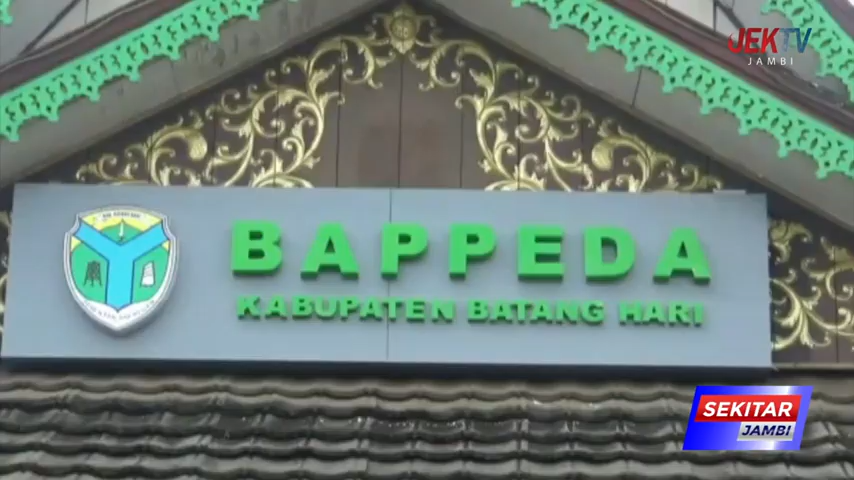 JEKTV
JAMBI
BAPPEDA
KABUPATEN BATANG HARI
SEKITAR
JAMBI